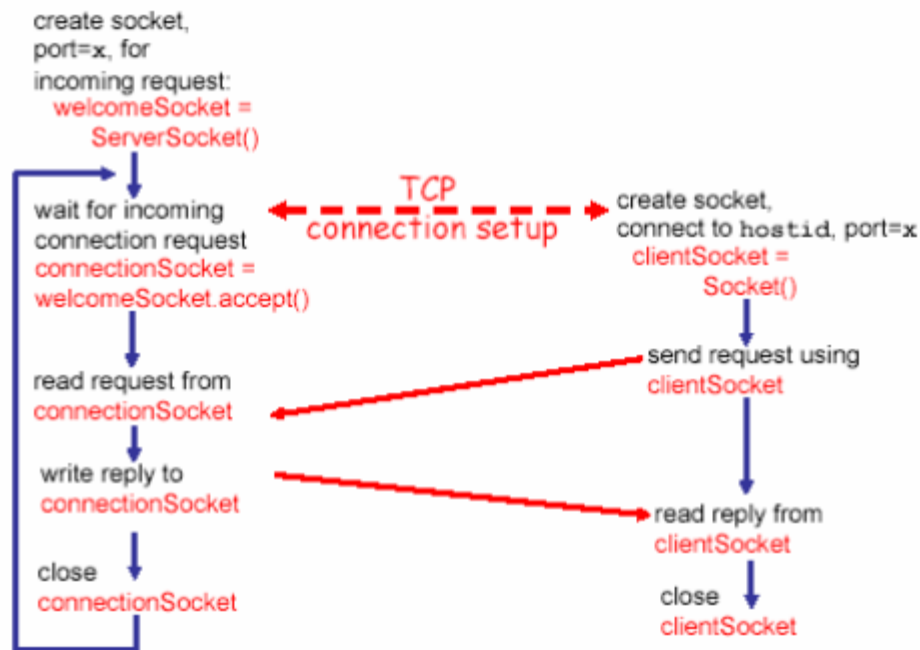 create socket,
port=x, for
incoming request:
welcomeSocket =
ServerSocket()
wait for incoming
connection request
connectionSocket =
welcomeSocket.accept()
read request from
connectionSocket
write reply to
connectionSocket
close
connectionSocket
TCP
connection setup
create socket,
connect to hostid, port=x
clientSocket =
Socket()
send request using
clientSocket
read reply from
clientSocket
close
clientSocket